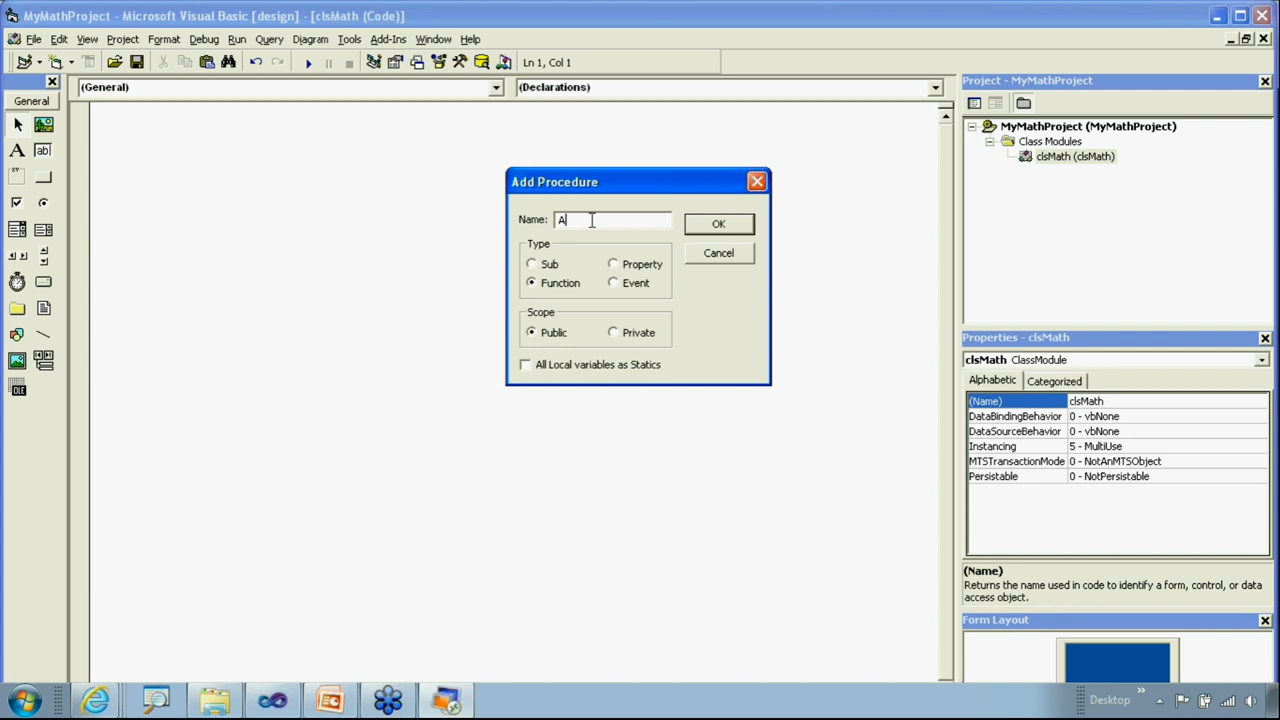 MyMathProject - Microsoft Visual Basic [design] - [clsMath (Code)]
File Edit View Project Format Debug Run Query Diagram Tools Add-Ins Window Help
Ln 1, Col 1
General
(General)
(Declarations)
Add Procedure
Name: A
OK
Type
Sub
Property
Cancel
Function
Event
Scope
Public
Private
All Local variables as Statics
Project - MyMathProject
MyMathProject (MyMathProject)
Class Modules
clsMath (clsMath)
Properties - clsMath
clsMath ClassModule
Alphabetic Categorized
(Name) clsMath
DataBindingBehavior 0 - vbNone
DataSourceBehavior 0 - vbNone
Instancing 5 - MultiUse
MTSTransactionMode 0 - NotAnMTSObject
Persistable 0 - NotPersistable
(Name)
Returns the name used in code to identify a form, control, or data
access object.
Form Layout
Desktop